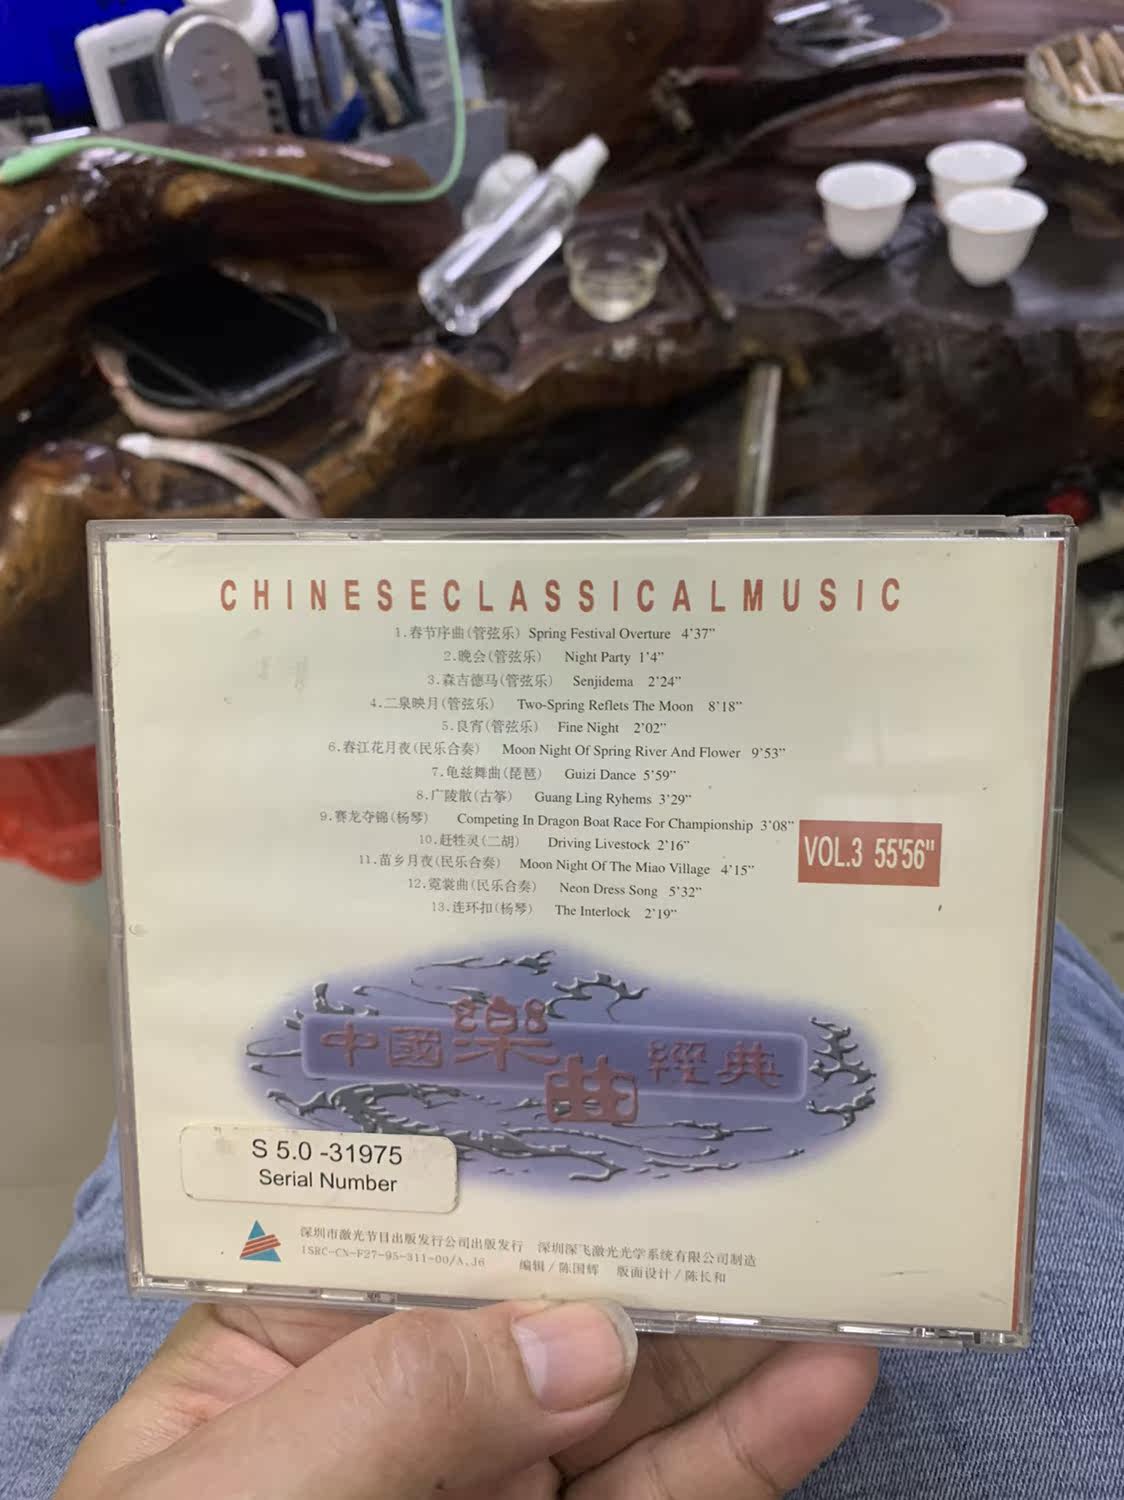 CHINESECLASSICALMUSIC
1.春节序曲(管弦乐) Spring Festival Overture 4’37”
2.晚会(管弦乐) Night Party 1’4”
3.森吉德马(管弦乐) Senjidema 2’24”
4.二泉映月(管弦乐) Two-Spring Reflets The Moon 8’18”
5.良宵(管弦乐) Fine Night 2’02”
6.春江花月夜(民乐合奏) Moon Night Of Spring River And Flower 9’53”
7.龟兹舞曲(琵琶) Guizi Dance 5’59”
8.广陵散(古筝) Guang Ling Ryhems 3’29”
9.赛龙夺锦(杨琴) Competing In Dragon Boat Race For Championship 3’08”
10.赶牲灵(二胡) Driving Livestock 2’16”
11.苗乡月夜(民乐合奏) Moon Night Of The Miao Village 4’15”
12.霓裳曲(民乐合奏) Neon Dress Song 5’32”
13.连环扣(杨琴) The Interlock 2’19”
VOL.3 55'56"
中國樂曲經典
S 5.0 -31975
Serial Number
深圳市激光节目出版发行公司出版发行 深圳深飞激光光学系统有限公司制造
ISRC-CN-F27-95-311-00/A.J6 编辑/陈国辉 版面设计/陈长和